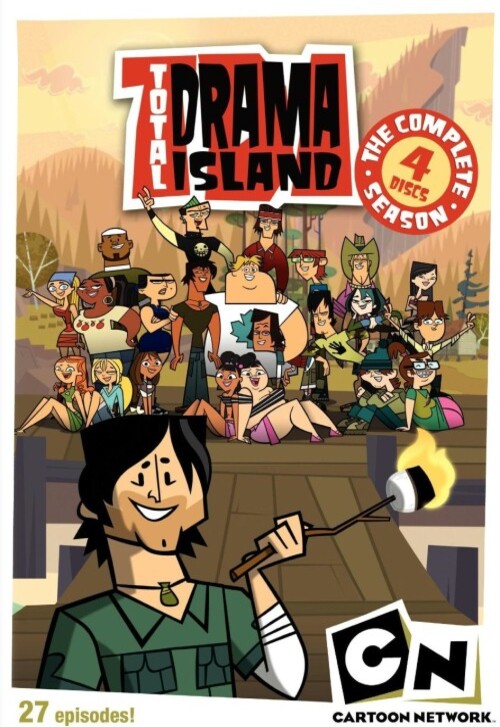 TOTAL
DRAMA
ISLAND
THE COMPLETE
4
DISCS
SEASON
27 episodes!
CN
CARTOON NETWORK